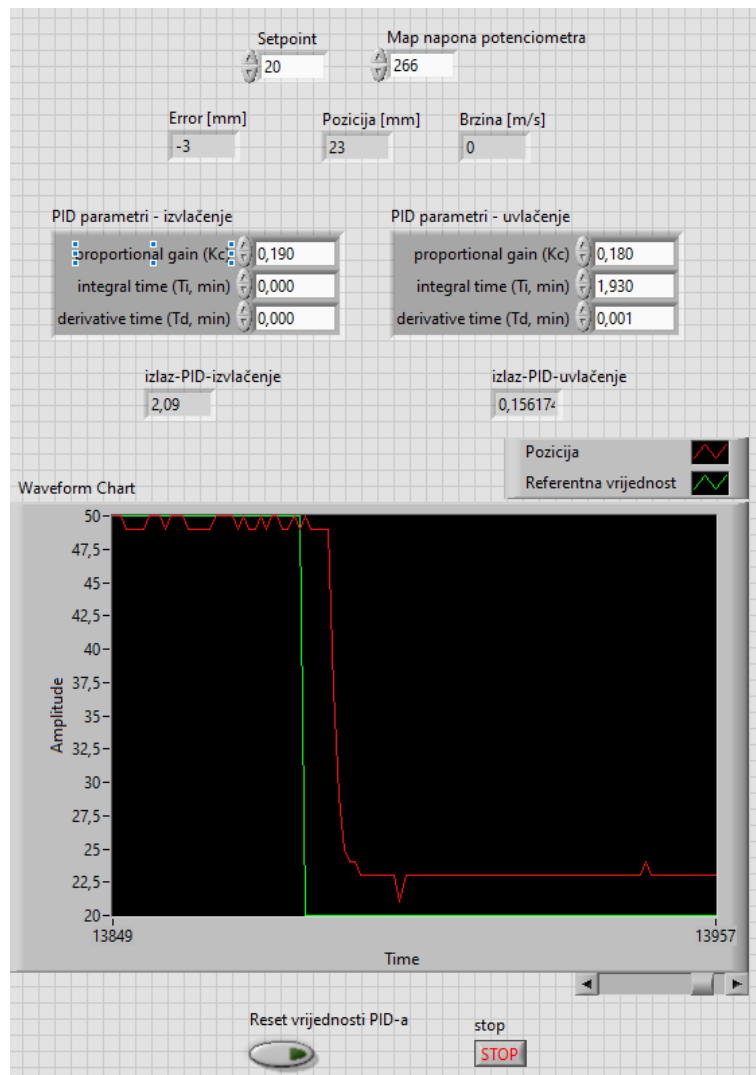 Setpoint
Map napona potenciometra
20
266
Error [mm]
Pozicija [mm]
Brzina [m/s]
-3
23
0
PID parametri - izvlačenje
PID parametri - uvlačenje
proportional gain (Kc)
0,190
proportional gain (Kc)
0,180
integral time (Ti, min)
0,000
integral time (Ti, min)
1,930
derivative time (Td, min)
0,000
derivative time (Td, min)
0,001
izlaz-PID-izvlačenje
izlaz-PID-uvlačenje
2,09
0,156174
Pozicija
Referentna vrijednost
Waveform Chart
50
47,5
45
42,5
40
37,5
35
32,5
30
27,5
25
22,5
20
Amplitude
13849
13957
Time
Reset vrijednosti PID-a
stop
STOP